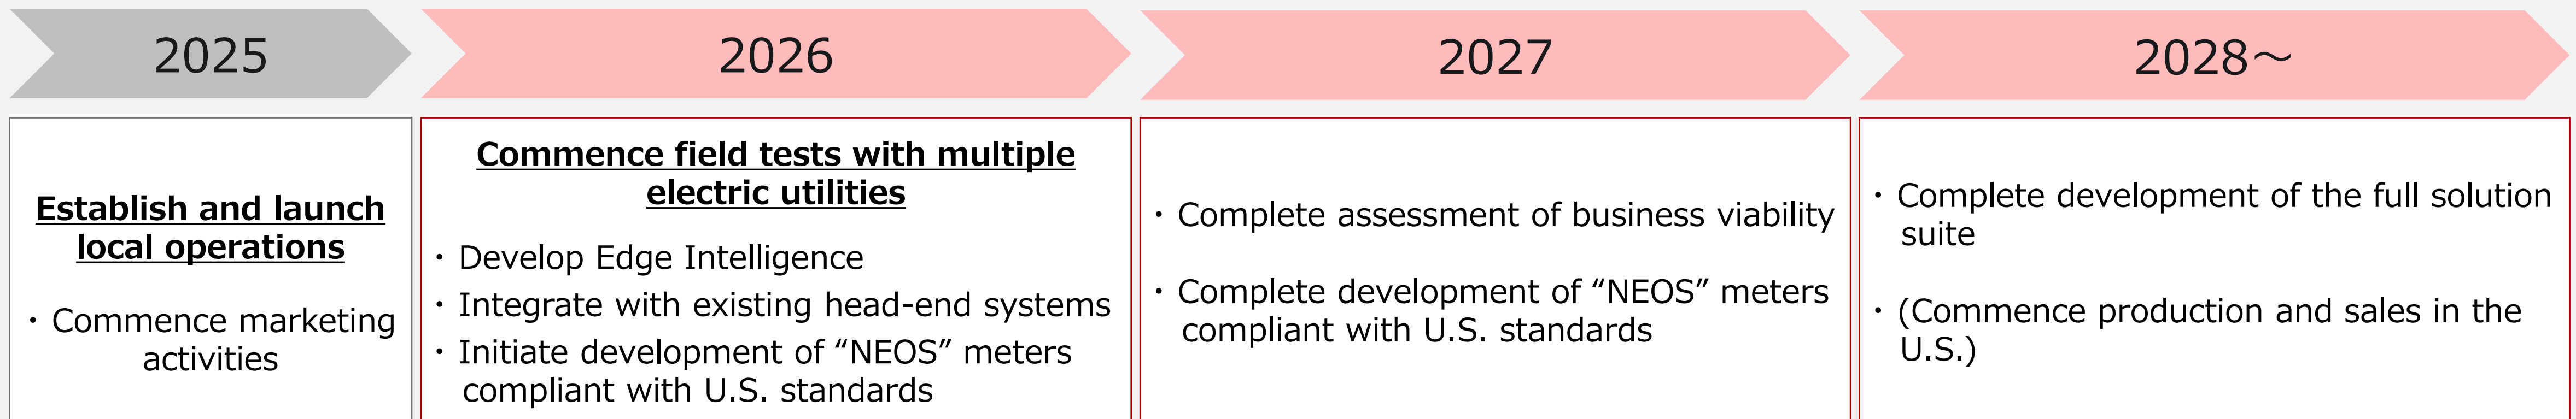 2025
2026
2027
2028～
Establish and launch
local operations
・Commence marketing
activities
Commence field tests with multiple
electric utilities
・Develop Edge Intelligence
・Integrate with existing head-end systems
・Initiate development of “NEOS” meters
compliant with U.S. standards
・Complete assessment of business viability
・Complete development of “NEOS” meters
compliant with U.S. standards
・Complete development of the full solution
suite
・(Commence production and sales in the
U.S.)